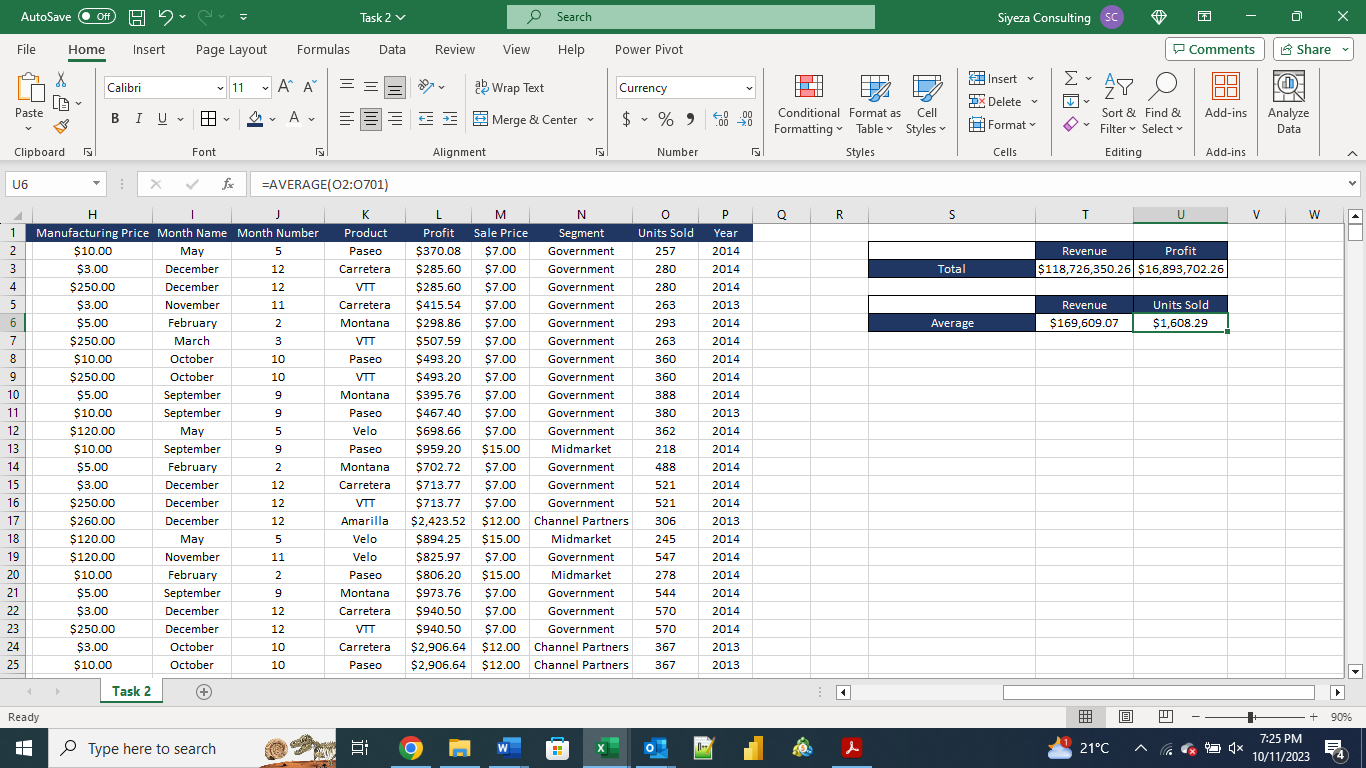 AutoSave Off Task 2 Search Siyeza Consulting SC
File Home Insert Page Layout Formulas Data Review View Help Power Pivot Comments Share
Calibri 11 ab Wrap Text Currency Insert
Paste Conditional Format as Cell Delete Sort & Find & Add-ins Analyze
B I U A Merge & Center $ % Formatting Table Styles Format Filter Select Data
Clipboard Font Alignment Number Styles Cells Editing Add-ins
U6 fx =AVERAGE(O2:O701)
H I J K L M N O P Q R S T U V W
1 Manufacturing Price Month Name Month Number Product Profit Sale Price Segment Units Sold Year
2 $10.00 May 5 Paseo $370.08 $7.00 Government 257 2014 Revenue Profit
3 $3.00 December 12 Carretera $285.60 $7.00 Government 280 2014 Total $118,726,350.26 $16,893,702.26
4 $250.00 December 12 VTT $285.60 $7.00 Government 280 2014
5 $3.00 November 11 Carretera $415.54 $7.00 Government 263 2013 Revenue Units Sold
6 $5.00 February 2 Montana $298.86 $7.00 Government 293 2014 Average $169,609.07 $1,608.29
7 $250.00 March 3 VTT $507.59 $7.00 Government 263 2014
8 $10.00 October 10 Paseo $493.20 $7.00 Government 360 2014
9 $250.00 October 10 VTT $493.20 $7.00 Government 360 2014
10 $5.00 September 9 Montana $395.76 $7.00 Government 388 2014
11 $10.00 September 9 Paseo $467.40 $7.00 Government 380 2013
12 $120.00 May 5 Velo $698.66 $7.00 Government 362 2014
13 $10.00 September 9 Paseo $959.20 $15.00 Midmarket 218 2014
14 $5.00 February 2 Montana $702.72 $7.00 Government 488 2014
15 $3.00 December 12 Carretera $713.77 $7.00 Government 521 2014
16 $250.00 December 12 VTT $713.77 $7.00 Government 521 2014
17 $260.00 December 12 Amarilla $2,423.52 $12.00 Channel Partners 306 2013
18 $120.00 May 5 Velo $894.25 $15.00 Midmarket 245 2014
19 $120.00 November 11 Velo $825.97 $7.00 Government 547 2014
20 $10.00 February 2 Paseo $806.20 $15.00 Midmarket 278 2014
21 $5.00 September 9 Montana $973.76 $7.00 Government 544 2014
22 $3.00 December 12 Carretera $940.50 $7.00 Government 570 2014
23 $250.00 December 12 VTT $940.50 $7.00 Government 570 2014
24 $3.00 October 10 Carretera $2,906.64 $12.00 Channel Partners 367 2013
25 $10.00 October 10 Paseo $2,906.64 $12.00 Channel Partners 367 2013
Task 2
Ready 90%
Type here to search 1 21°C 7:25 PM
10/11/2023 4